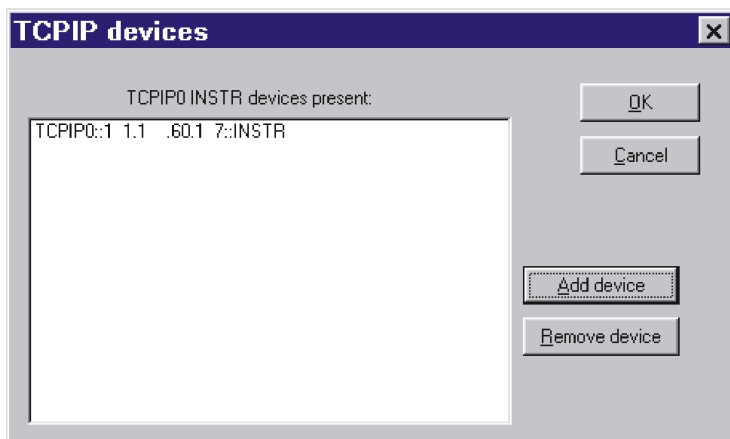 TCPIP devices
TCPIP0 INSTR devices present:
TCPIP0::1 1.1 .60.1 7::INSTR
OK
Cancel
Add device
Remove device